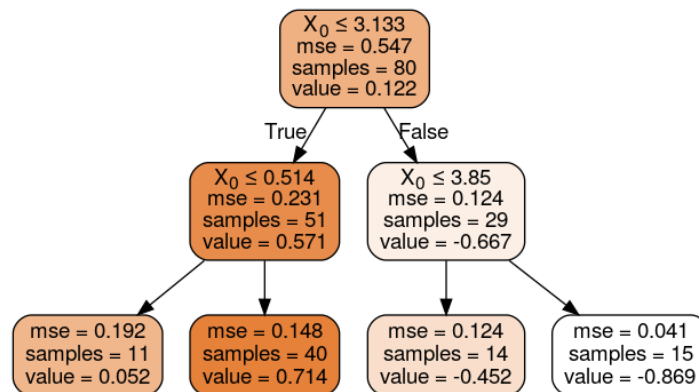 X₀ ≤ 3.133
mse = 0.547
samples = 80
value = 0.122
True
False
X₀ ≤ 0.514
mse = 0.231
samples = 51
value = 0.571
X₀ ≤ 3.85
mse = 0.124
samples = 29
value = -0.667
mse = 0.192
samples = 11
value = 0.052
mse = 0.148
samples = 40
value = 0.714
mse = 0.124
samples = 14
value = -0.452
mse = 0.041
samples = 15
value = -0.869